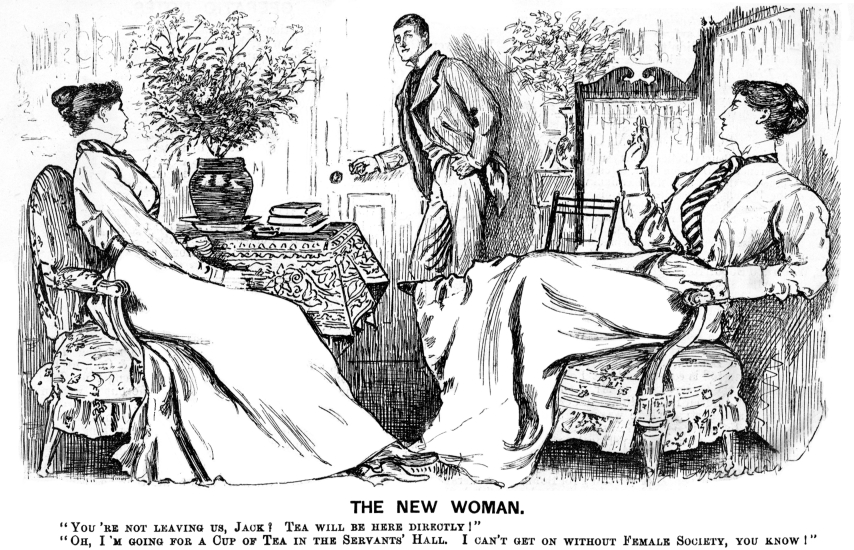 THE NEW WOMAN.
"YOU'RE NOT LEAVING US, JACK? TEA WILL BE HERE DIRECTLY!"
"OH, I'M GOING FOR A CUP OF TEA IN THE SERVANTS' HALL. I CAN'T GET ON WITHOUT FEMALE SOCIETY, YOU KNOW!"